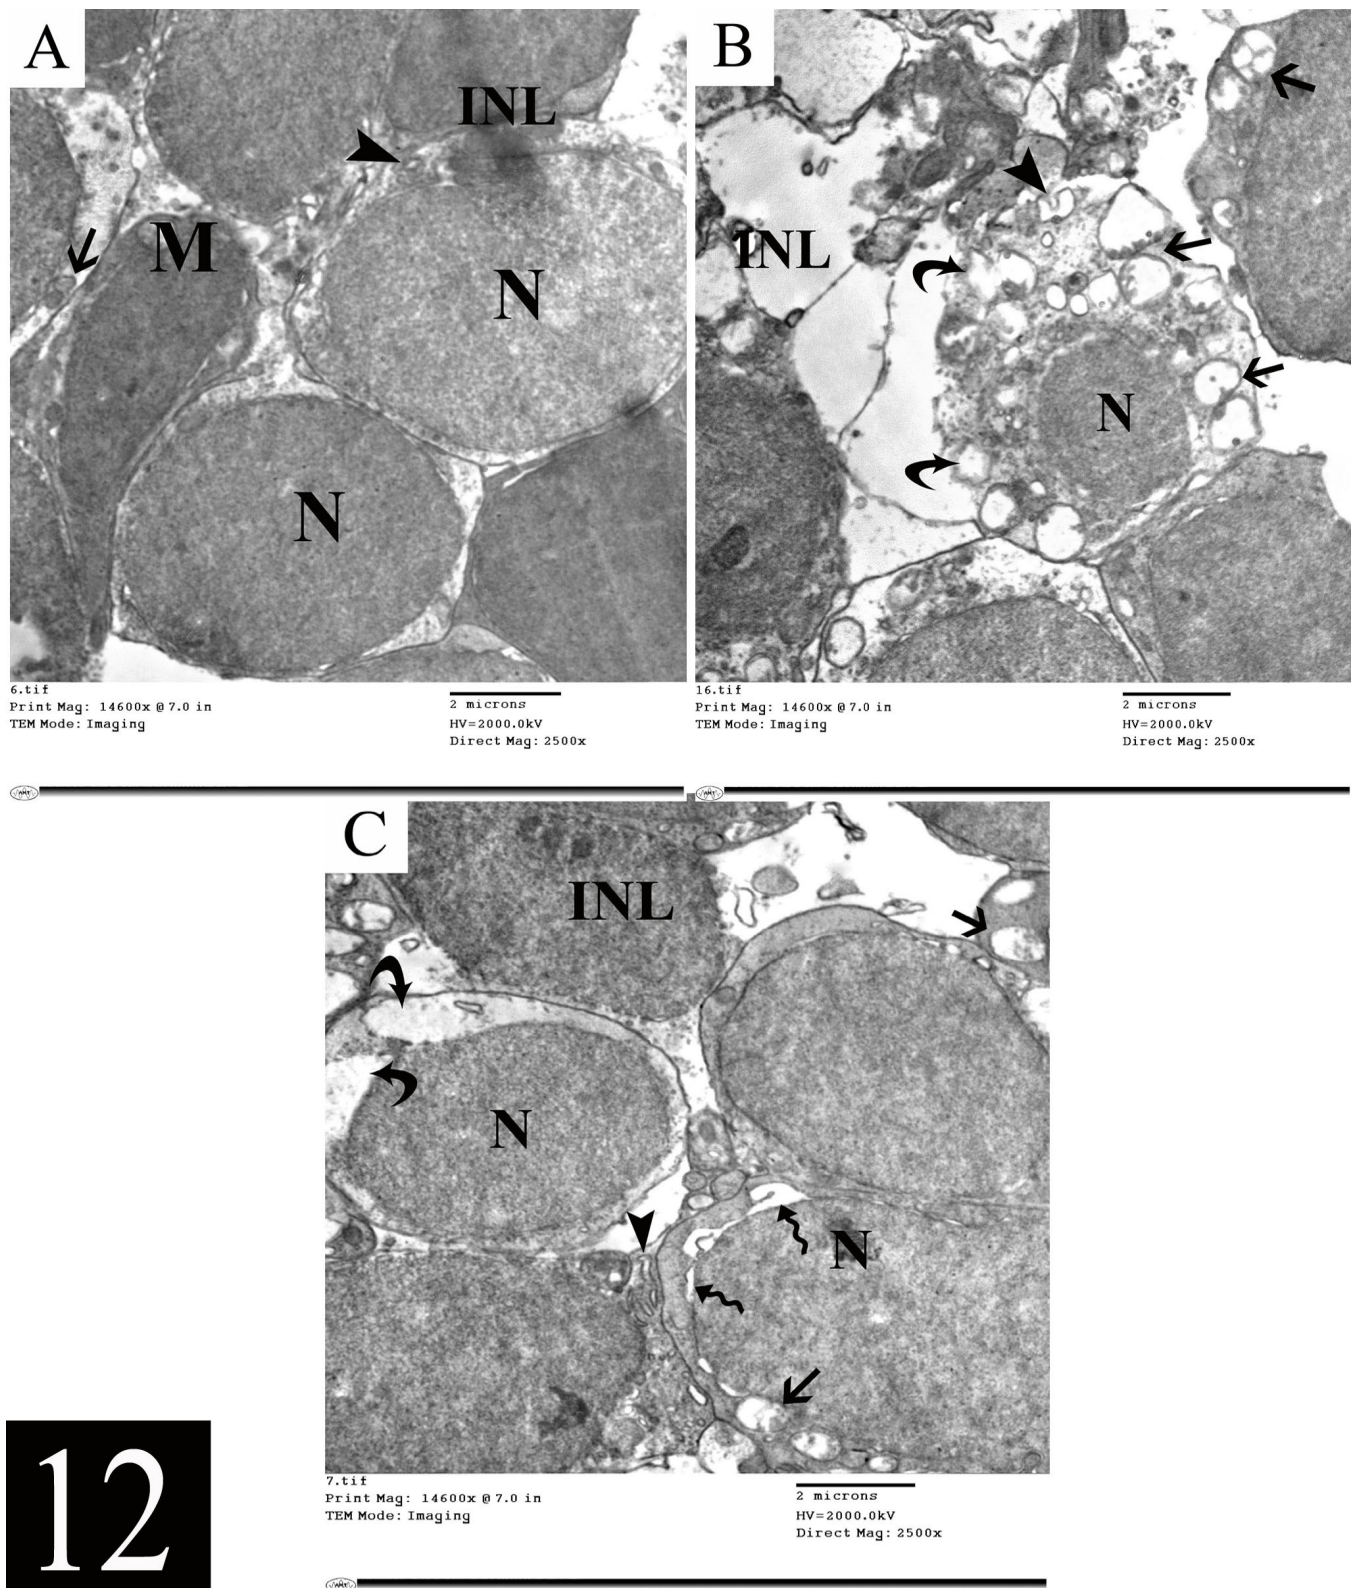 A
INL
M
N
N
6.tif
Print Mag: 14600x @ 7.0 in
TEM Mode: Imaging
2 microns
HV=2000.0kV
Direct Mag: 2500x
AMT
B
INL
N
16.tif
Print Mag: 14600x @ 7.0 in
TEM Mode: Imaging
2 microns
HV=2000.0kV
Direct Mag: 2500x
AMT
C
INL
N
N
7.tif
Print Mag: 14600x @ 7.0 in
TEM Mode: Imaging
2 microns
HV=2000.0kV
Direct Mag: 2500x
AMT
12